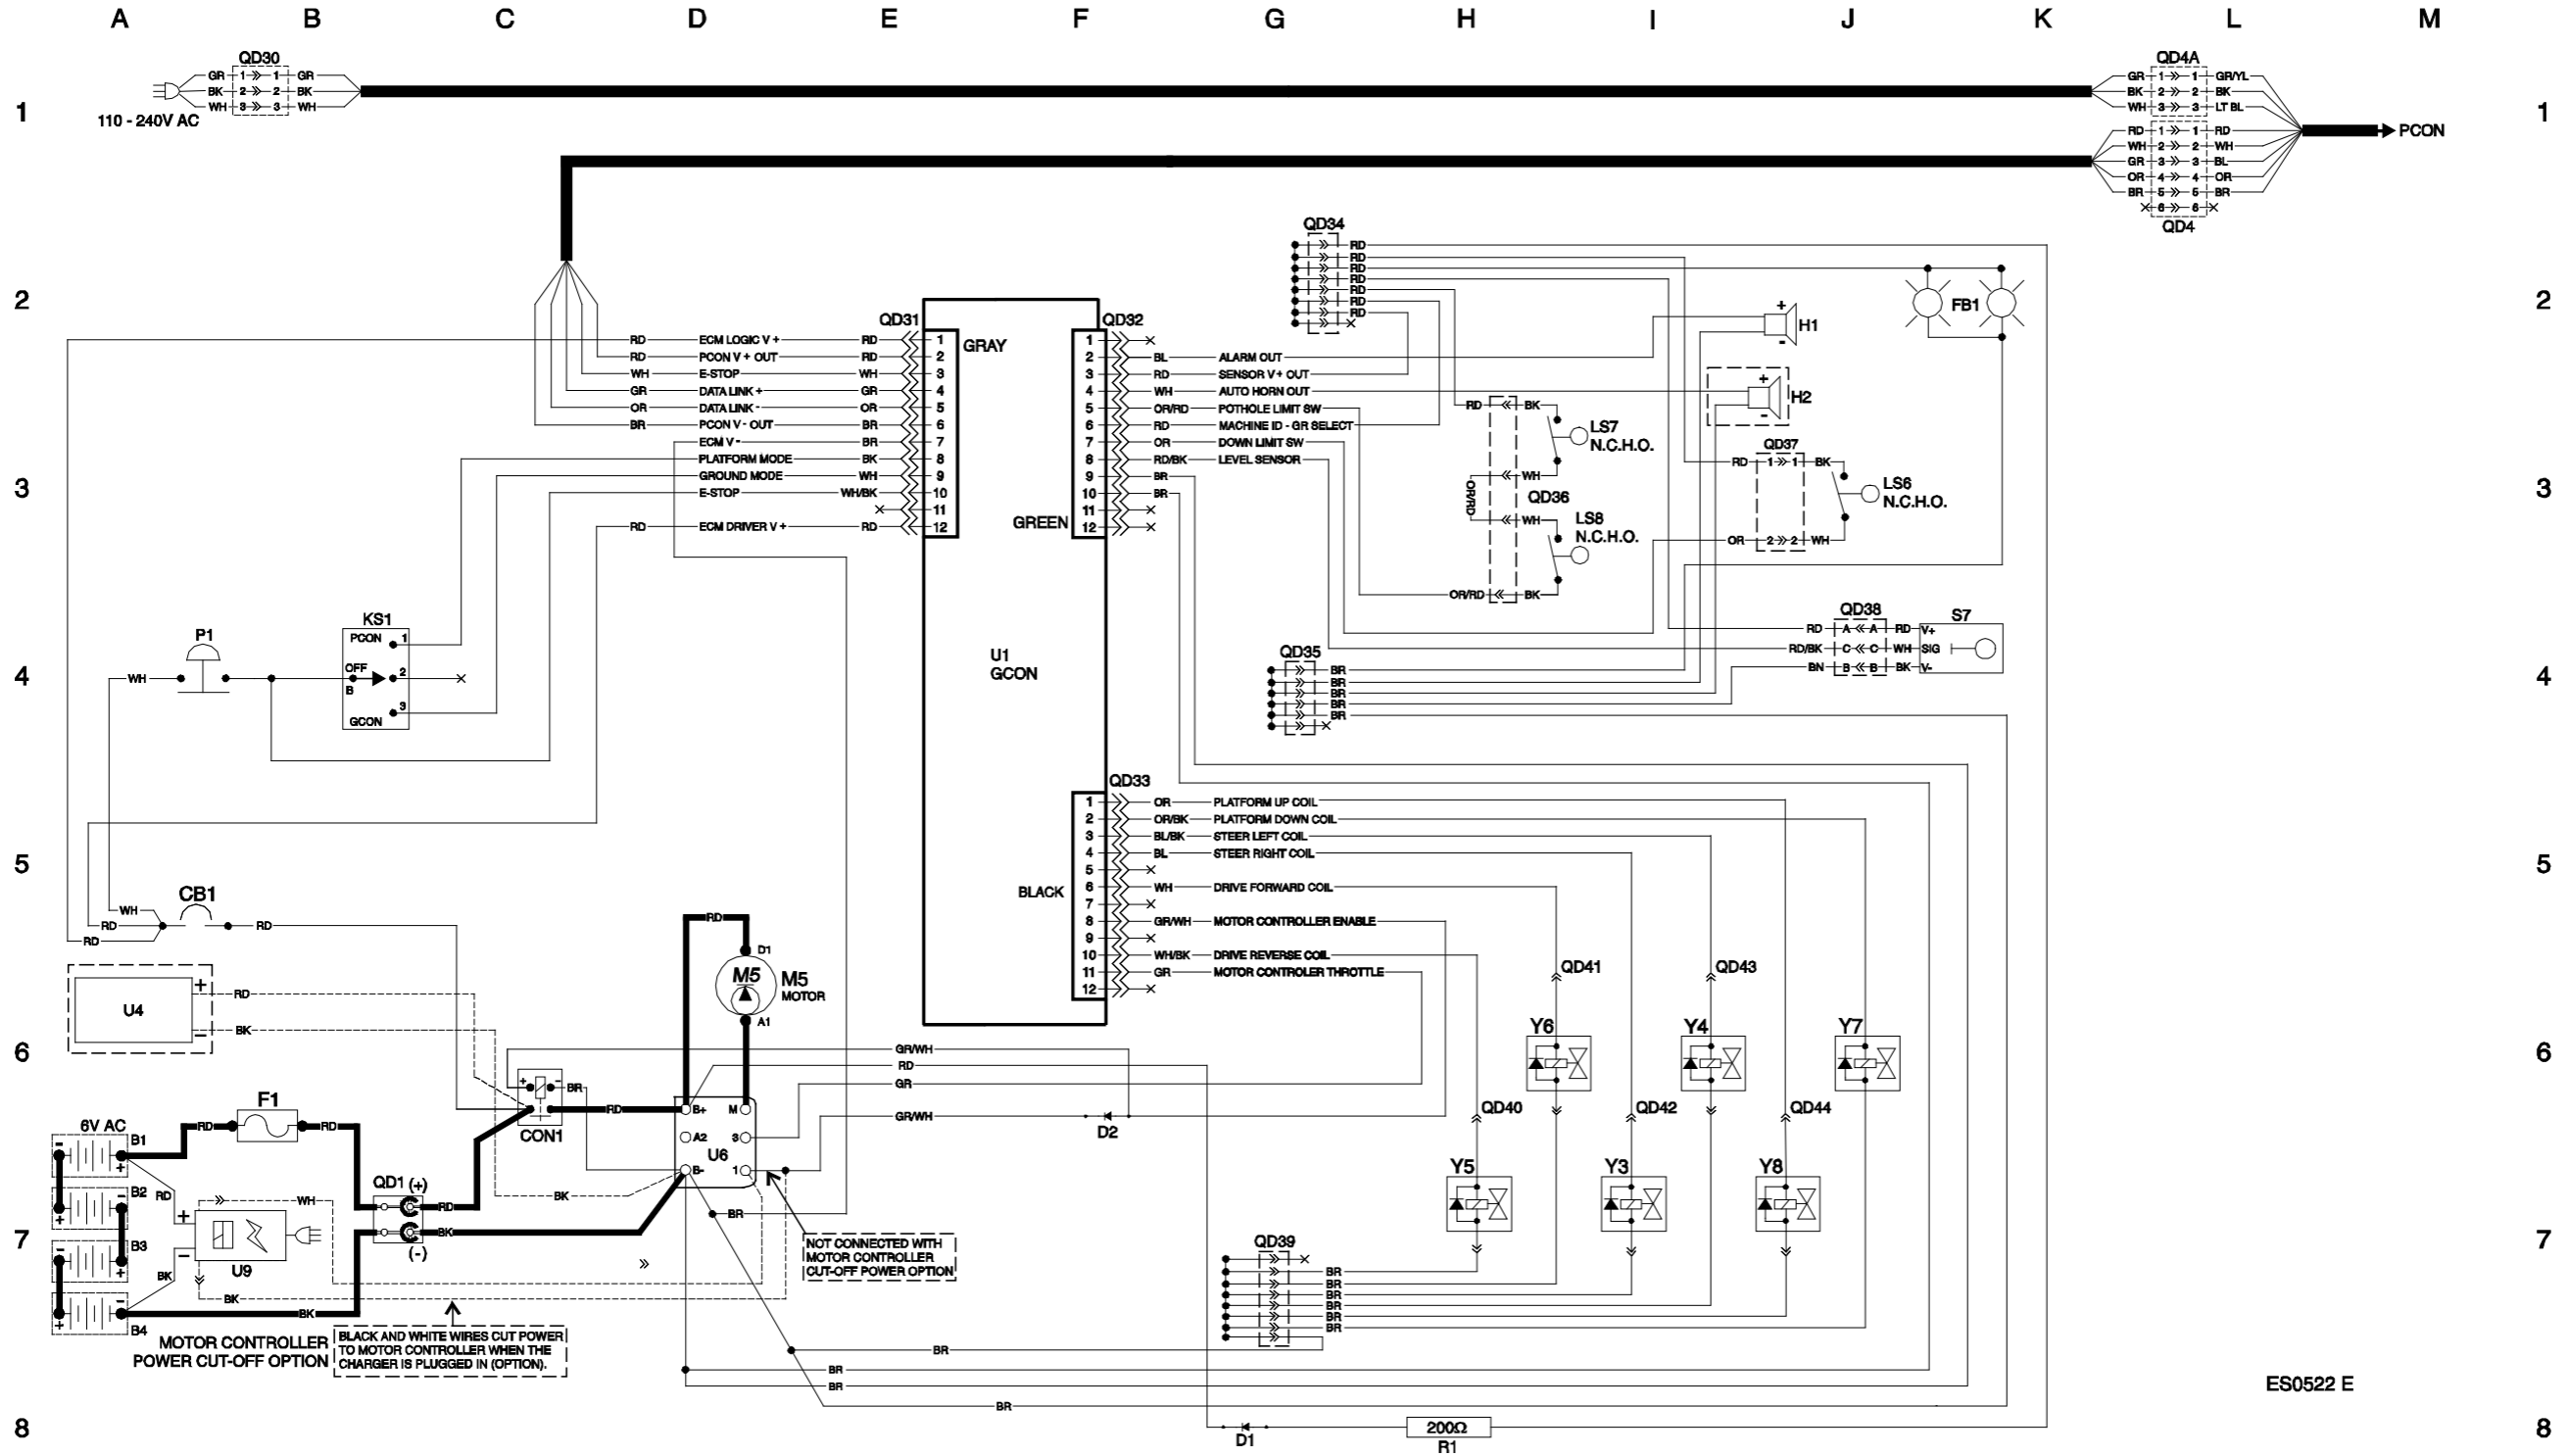 A B C D E F G H I J K L M
1 1
QD30
GR 1 1 GR
BK 2 2 BK
WH 3 3 WH
110 - 240V AC
QD4A
GR 1 1 GR/YL
BK 2 2 BK
WH 3 3 LT BL
RD 1 1 RD
WH 2 2 WH
GR 3 3 BL
OR 4 4 OR
BR 5 5 BR
6 6
QD4
PCON
2 2
QD34
RD
RD
RD
RD
RD
RD
RD
FB1
+
H1
-
+
H2
-
QD31
RD ECM LOGIC V + RD 1
RD PCON V + OUT RD 2
WH E-STOP WH 3
GR DATA LINK + GR 4
OR DATA LINK - OR 5
BR PCON V - OUT BR 6
ECM V - BR 7
PLATFORM MODE BK 8
GROUND MODE WH 9
E-STOP WH/BK 10
11
RD ECM DRIVER V + RD 12
GRAY
QD32
1
2 BL ALARM OUT
3 RD SENSOR V + OUT
4 WH AUTO HORN OUT
5 OR/RD POTHOLE LIMIT SW
6 RD MACHINE ID - GR SELECT
7 OR DOWN LIMIT SW
8 RD/BK LEVEL SENSOR
9 BR
10 BR
11
12
GREEN
3 3
RD BK
LS7
N.C.H.O.
WH
OR/RD
QD36
WH
LS8
N.C.H.O.
OR/RD BK
QD37
RD 1 1 BK
LS6
N.C.H.O.
OR 2 2 WH
4 4
P1
WH
KS1
PCON 1
OFF 2
B
GCON 3
U1
GCON
QD35
BR
BR
BR
BR
BR
QD38
RD A A RD V+
RD/BK C C WH SIG
BN B B BK V-
S7
5 5
QD33
1 OR PLATFORM UP COIL
2 OR/BK PLATFORM DOWN COIL
3 BL/BK STEER LEFT COIL
4 BL STEER RIGHT COIL
5
6 WH DRIVE FORWARD COIL
7
8 GR/WH MOTOR CONTROLLER ENABLE
9
10 WH/BK DRIVE REVERSE COIL
11 GR MOTOR CONTROLER THROTTLE
12
BLACK
CB1
WH
RD
RD
RD
RD
D1
M5
M5
MOTOR
A1
U4
+ RD
- BK
QD41
QD43
Y6
Y4
Y7
6 6
GR/WH
RD
GR
GR/WH
+ - BR
CON1
RD
B+ M
A2 3
U6
B- 1
D2
F1
RD RD
6V AC
B1
- +
B2
- +
B3
- +
B4
- +
RD
BK
QD1 (+)
(-)
RD
BK
BK
BR
QD40
QD42
QD44
Y5
Y3
Y8
7 7
WH
+
-
U9
BK
BK
NOT CONNECTED WITH
MOTOR CONTROLLER
CUT-OFF POWER OPTION
QD39
BR
BR
BR
BR
BR
BR
MOTOR CONTROLLER
POWER CUT-OFF OPTION
BLACK AND WHITE WIRES CUT POWER
TO MOTOR CONTROLLER WHEN THE
CHARGER IS PLUGGED IN (OPTION).
BR
BR
BR
BR
ES0522 E
8 8
D1
200Ω
R1